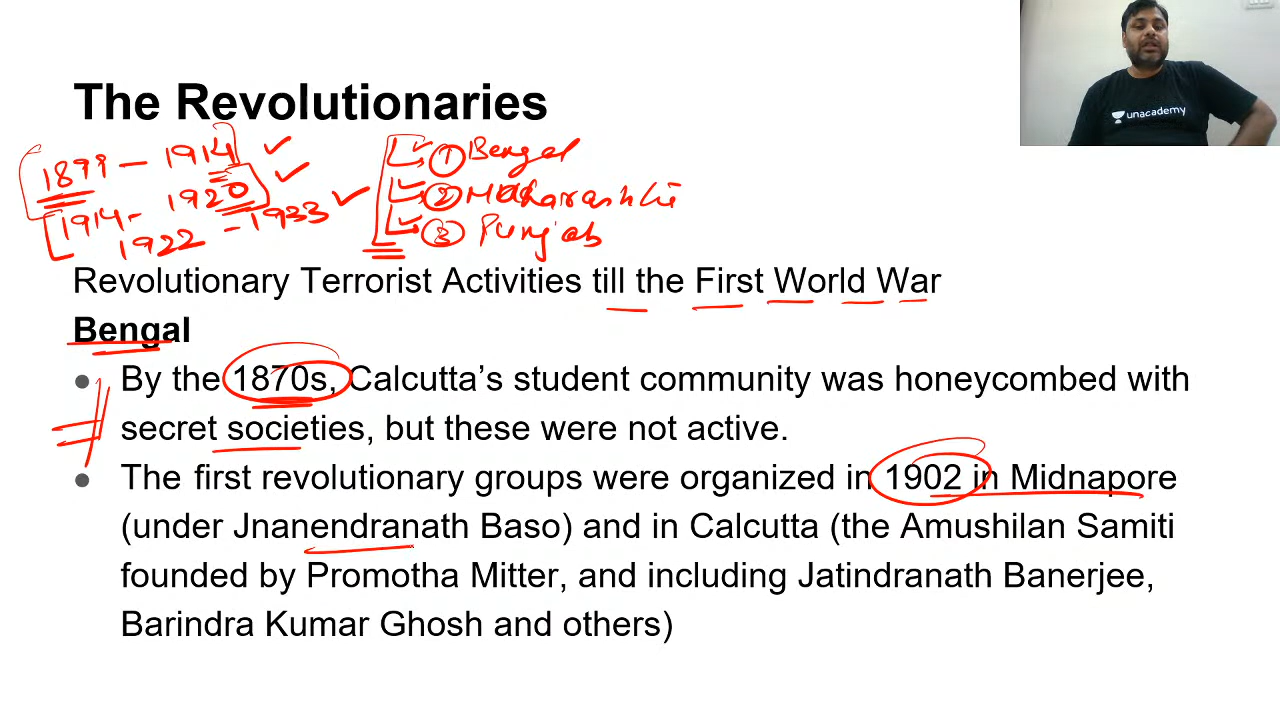 unacademy
The Revolutionaries
1899 - 1914
1914 - 1920
1922 - 1933
① Bengal
② Maharashtra
③ Punjab
Revolutionary Terrorist Activities till the First World War
Bengal
● By the 1870s, Calcutta’s student community was honeycombed with
secret societies, but these were not active.
● The first revolutionary groups were organized in 1902 in Midnapore
(under Jnanendranath Baso) and in Calcutta (the Amushilan Samiti
founded by Promotha Mitter, and including Jatindranath Banerjee,
Barindra Kumar Ghosh and others)